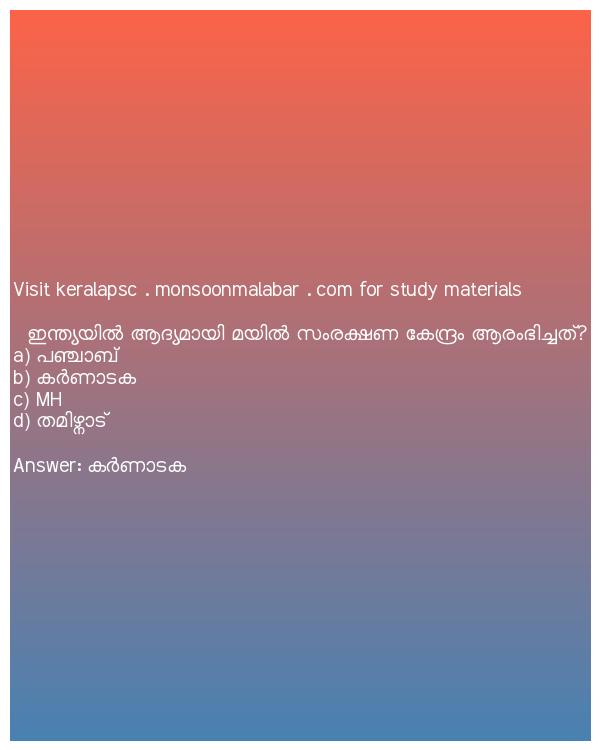 Visit keralapsc . monsoonmalabar . com for study materials
ഇന്ത്യയിൽ ആദ്യമായി മയിൽ സംരക്ഷണ കേന്ദ്രം ആരംഭിച്ചത്?
a) പഞ്ചാബ്
b) കർണാടക
c) MH
d) തമിഴ്നാട്
Answer: കർണാടക